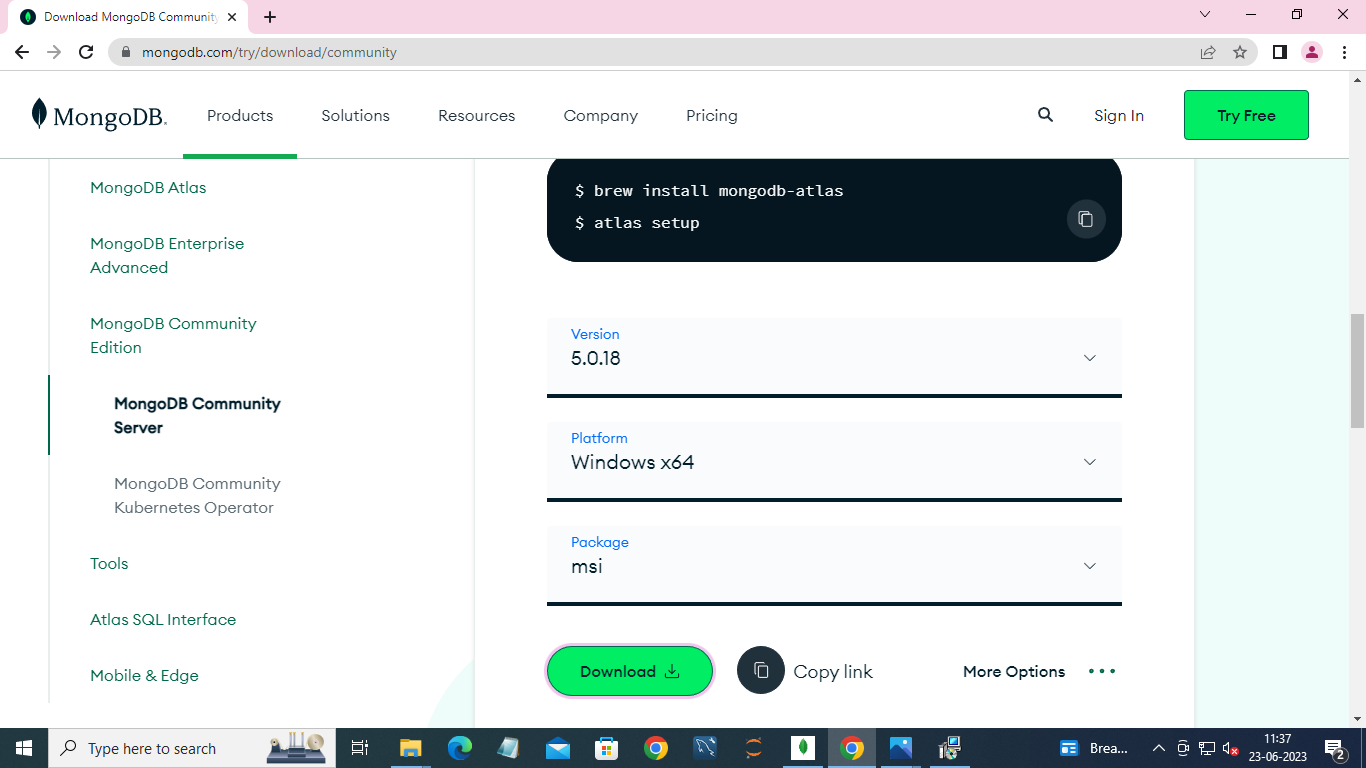 Download MongoDB Community
mongodb.com/try/download/community
MongoDB.
Products
Solutions
Resources
Company
Pricing
Sign In
Try Free
MongoDB Atlas
MongoDB Enterprise
Advanced
MongoDB Community
Edition
MongoDB Community
Server
MongoDB Community
Kubernetes Operator
Tools
Atlas SQL Interface
Mobile & Edge
$ brew install mongodb-atlas
$ atlas setup
Version
5.0.18
Platform
Windows x64
Package
msi
Download
Copy link
More Options
Type here to search
Brea...
11:37
23-06-2023
2